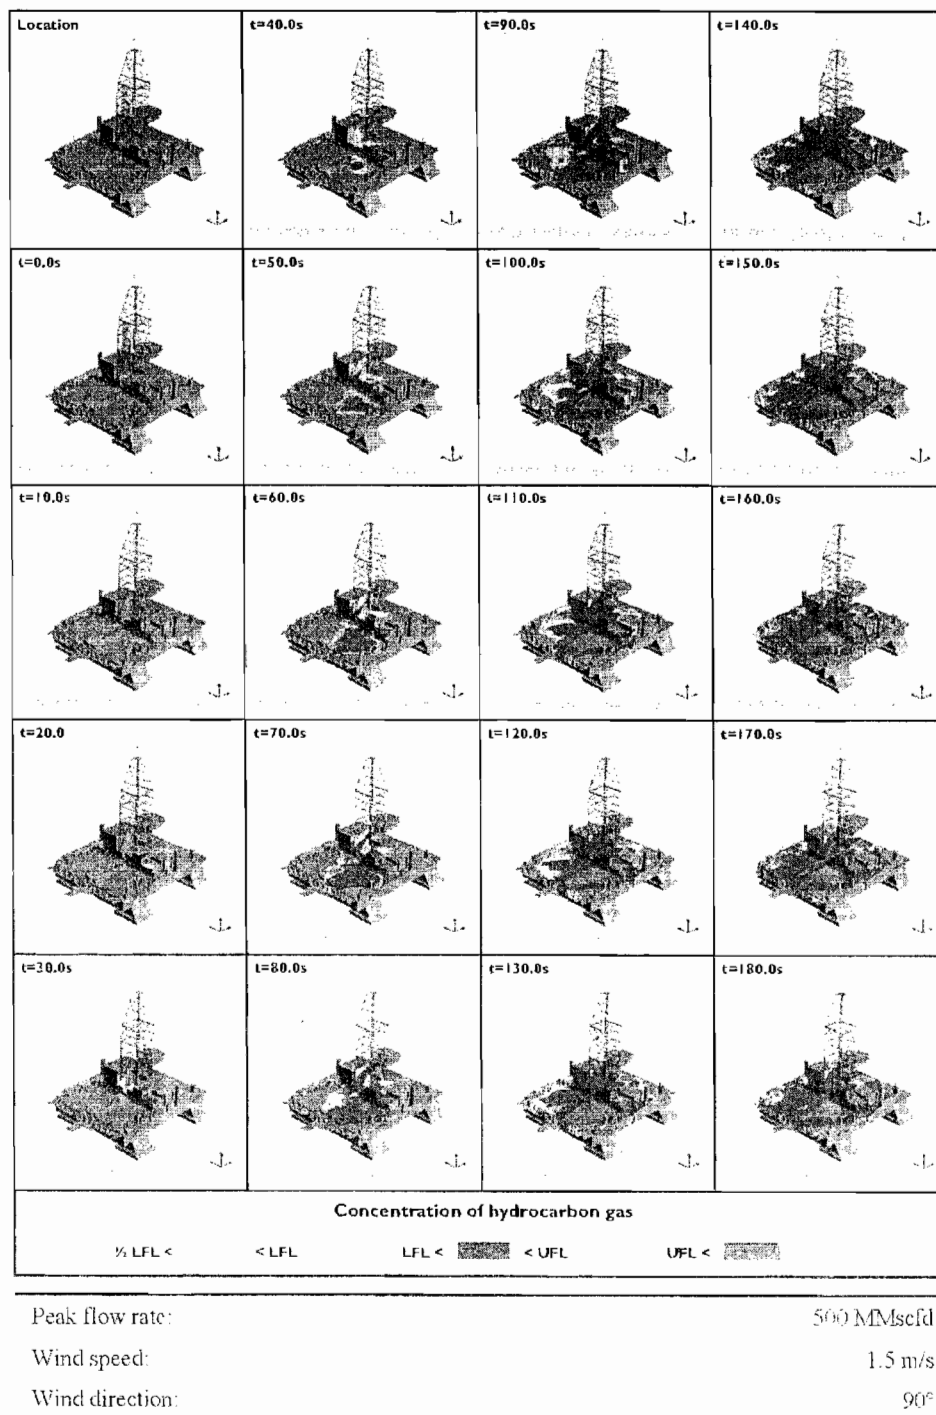 Location
t=40.0s
t=90.0s
t=140.0s
t=0.0s
t=50.0s
t=100.0s
t=150.0s
t=10.0s
t=60.0s
t=110.0s
t=160.0s
t=20.0
t=70.0s
t=120.0s
t=170.0s
t=30.0s
t=80.0s
t=130.0s
t=180.0s
Concentration of hydrocarbon gas
½ LFL < < LFL LFL < < UFL UFL <
Peak flow rate: 500 MMscfd
Wind speed: 1.5 m/s
Wind direction: 90°